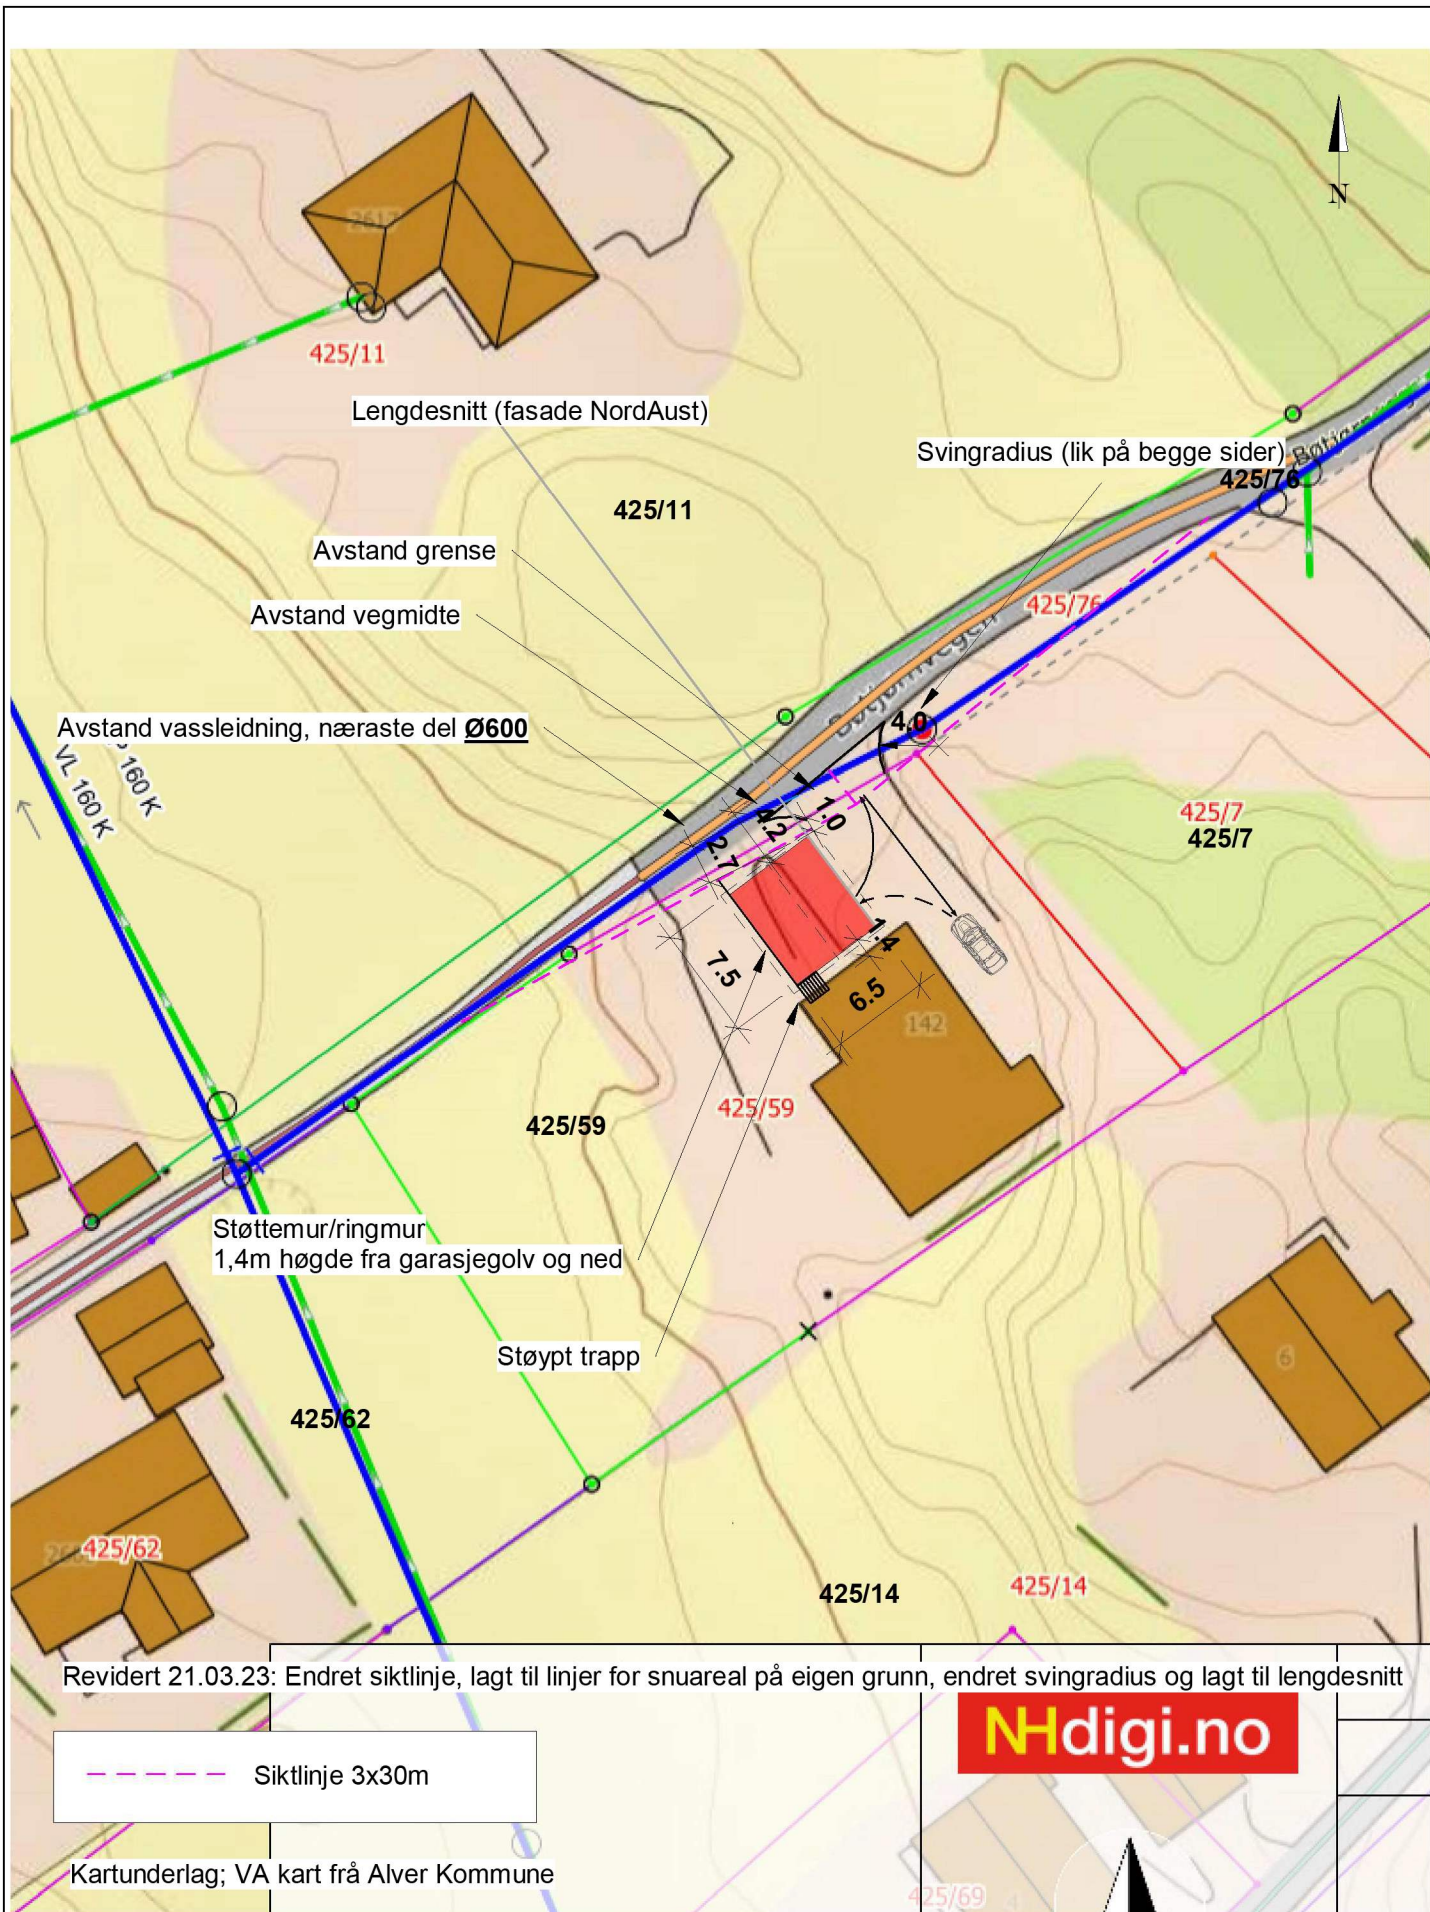 N
2617
425/11
Lengdesnitt (fasade NordAust)
Svingradius (lik på begge sider)
Bøtjørnvegen
425/76
425/11
Avstand grense
425/76
Avstand vegmidte
Bøtjørnvegen
Avstand vassleidning, næraste del Ø600
4.0
160 K
VL 160 K
425/7
425/7
1.0
4.2
2.7
1.4
7.5
6.5
142
425/59
425/59
Støttemur/ringmur
1,4m høgde fra garasjegolv og ned
Støypt trapp
6
425/62
425/62
425/14
425/14
Revidert 21.03.23: Endret siktlinje, lagt til linjer for snuareal på eigen grunn, endret svingradius og lagt til lengdesnitt
NHdigi.no
Siktlinje 3x30m
Kartunderlag; VA kart frå Alver Kommune
425/69
4